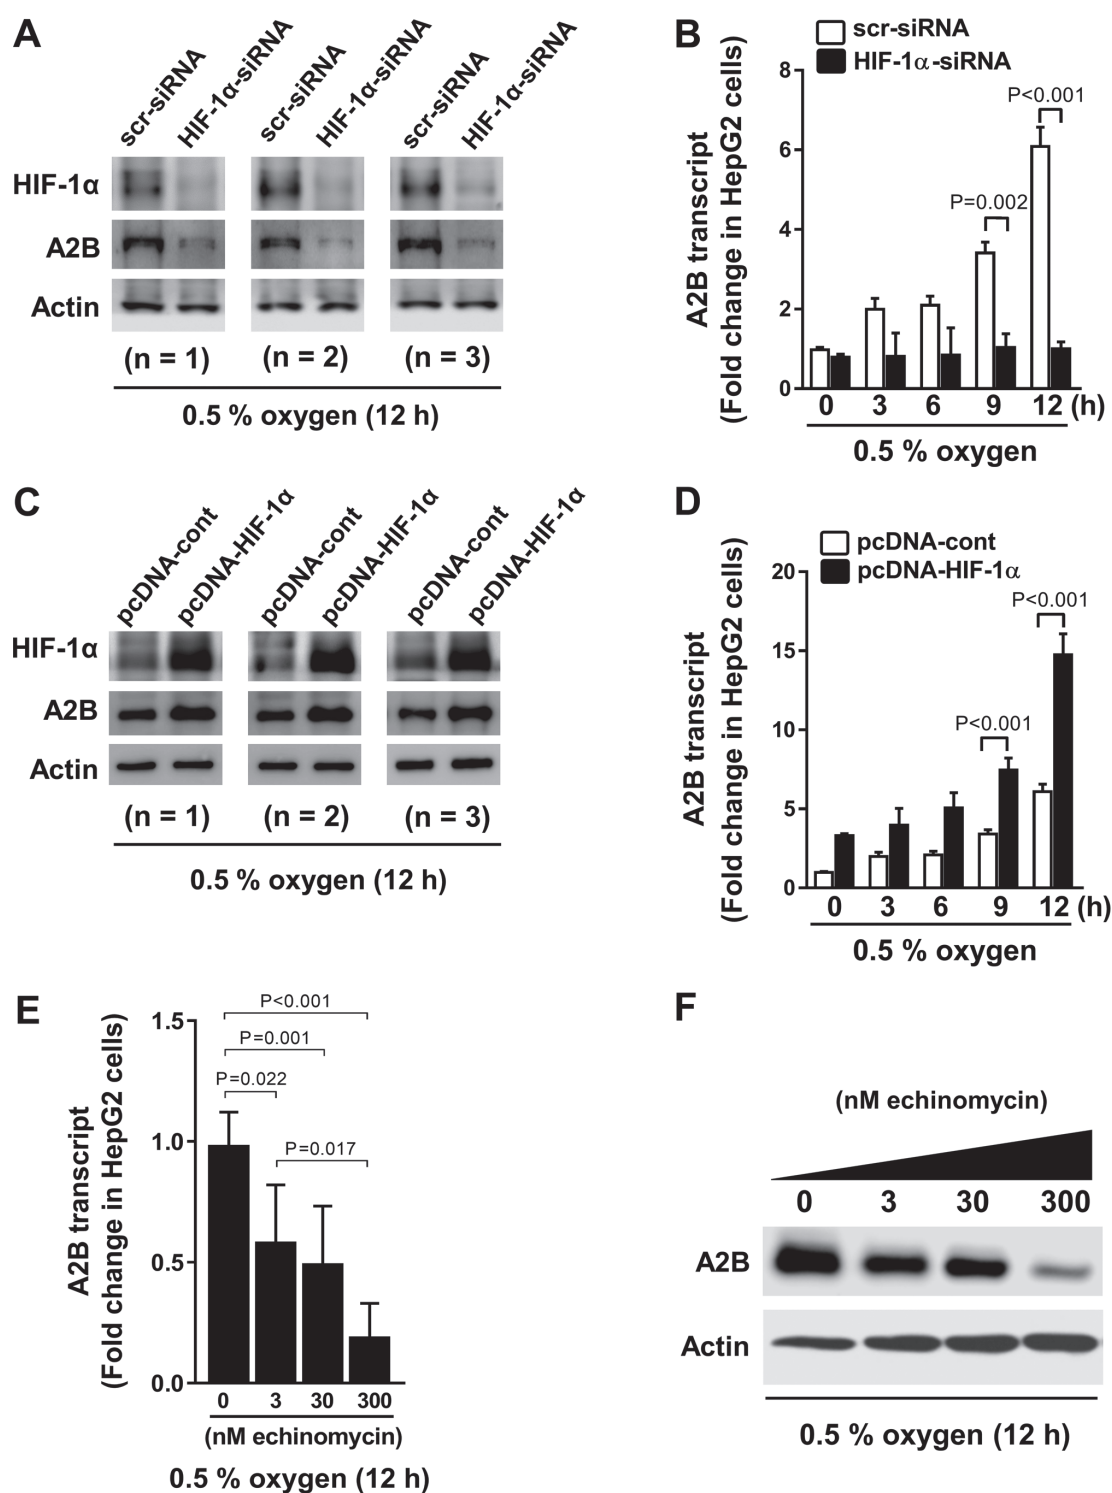 A
scr-siRNA
HIF-1α-siRNA
scr-siRNA
HIF-1α-siRNA
scr-siRNA
HIF-1α-siRNA
HIF-1α
A2B
Actin
(n = 1)
(n = 2)
(n = 3)
0.5 % oxygen (12 h)
B
scr-siRNA
HIF-1α-siRNA
A2B transcript
(Fold change in HepG2 cells)
8
6
4
2
0
P=0.002
P<0.001
0 3 6 9 12 (h)
0.5 % oxygen
C
pcDNA-cont
pcDNA-HIF-1α
pcDNA-cont
pcDNA-HIF-1α
pcDNA-cont
pcDNA-HIF-1α
HIF-1α
A2B
Actin
(n = 1)
(n = 2)
(n = 3)
0.5 % oxygen (12 h)
D
pcDNA-cont
pcDNA-HIF-1α
A2B transcript
(Fold change in HepG2 cells)
20
15
10
5
0
P<0.001
P<0.001
0 3 6 9 12 (h)
0.5 % oxygen
E
A2B transcript
(Fold change in HepG2 cells)
1.5
1.0
0.5
0.0
P<0.001
P=0.001
P=0.022
P=0.017
0 3 30 300
(nM echinomycin)
0.5 % oxygen (12 h)
F
(nM echinomycin)
0 3 30 300
A2B
Actin
0.5 % oxygen (12 h)